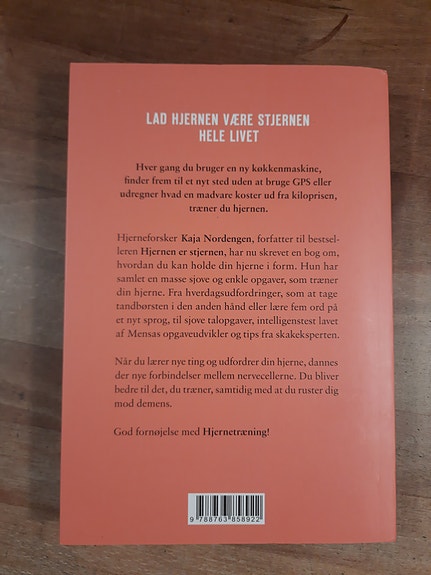 LAD HJERNEN VÆRE STJERNEN
HELE LIVET
Hver gang du bruger en ny køkkenmaskine,
finder frem til et nyt sted uden at bruge GPS eller
udregner hvad en madvare koster ud fra kiloprisen,
træner du hjernen.
Hjerneforsker Kaja Nordengen, forfatter til bestsel-
leren Hjernen er stjernen, har nu skrevet en bog om,
hvordan du kan holde din hjerne i form. Hun har
samlet en masse sjove og enkle opgaver, som træner
din hjerne. Fra hverdagsudfordringer, som at tage
tandbørsten i den anden hånd eller lære fem ord på
et nyt sprog, til sjove talopgaver, intelligenstest lavet
af Mensas opgaveudvikler og tips fra skakeksperten.
Når du lærer nye ting og udfordrer din hjerne, dannes
der nye forbindelser mellem nervecellerne. Du bliver
bedre til det, du træner, samtidig med at du ruster dig
mod demens.
God fornøjelse med Hjernetræning!
9 788763 858922